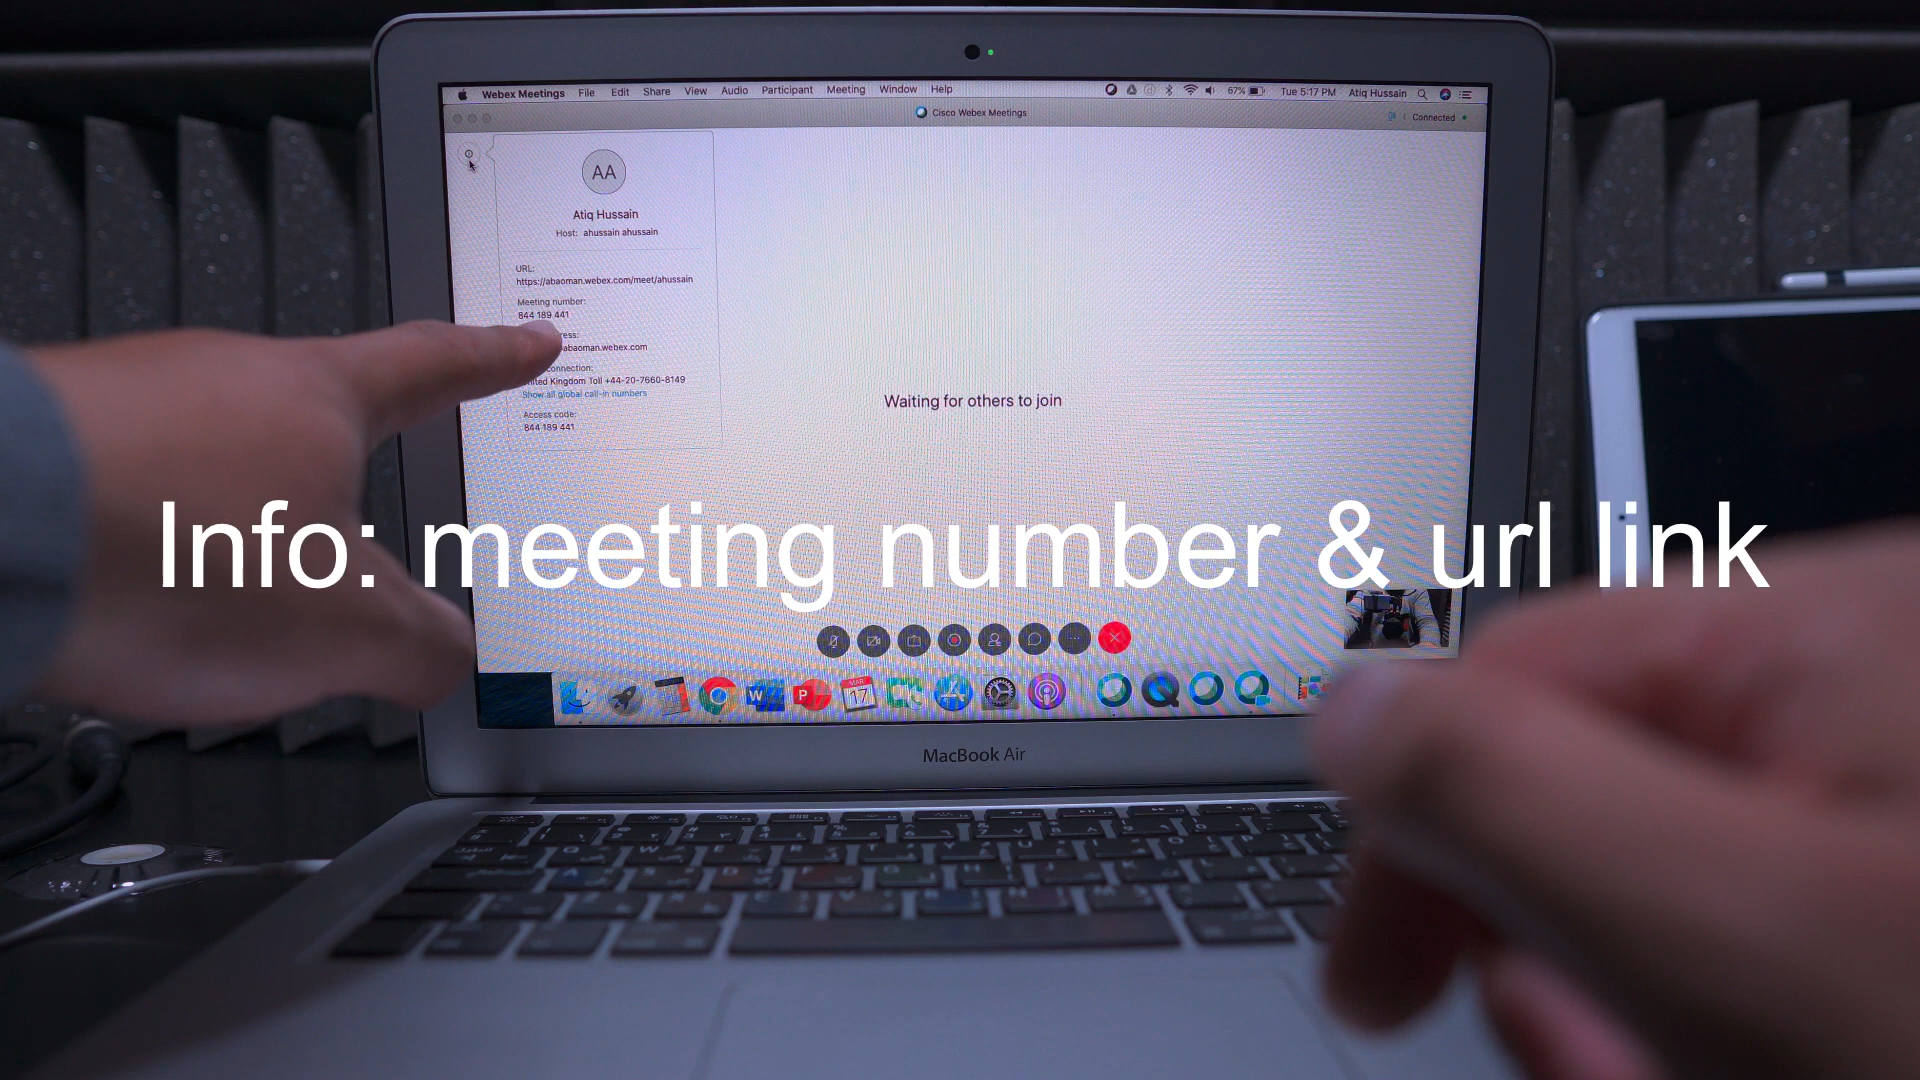 Webex Meetings File Edit Share View Audio Participant Meeting Window Help 67% Tue 5:17 PM Atiq Hussain
Cisco Webex Meetings
Connected
AA
Atiq Hussain
Host: ahussain ahussain
URL:
https://abaoman.webex.com/meet/ahussain
Meeting number:
844 189 441
abaoman.webex.com
connection:
United Kingdom Toll +44-20-7660-8149
Show all global call-in numbers
Access code:
844 189 441
Waiting for others to join
Info: meeting number & url link
W
P
MAR
17
MacBook Air